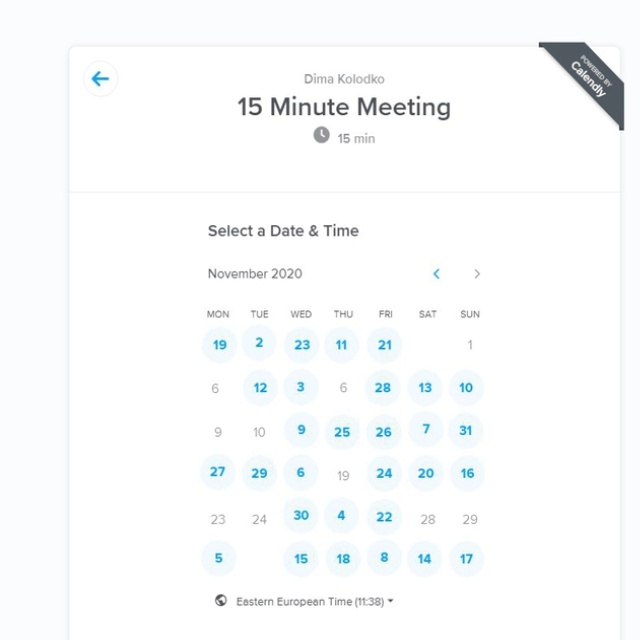 POWERED BY
Calendly
Dima Kolodko
15 Minute Meeting
15 min
Select a Date & Time
November 2020
MON TUE WED THU FRI SAT SUN
19 2 23 11 21 1
6 12 3 6 28 13 10
9 10 9 25 26 7 31
27 29 6 19 24 20 16
23 24 30 4 22 28 29
5 15 18 8 14 17
Eastern European Time (11:38)